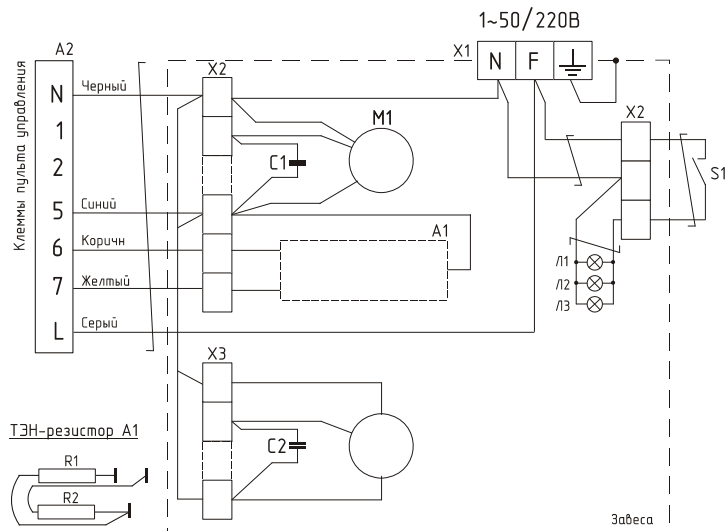 1~50/220В
A2
X1
N
F
X2
X2
Клеммы пульта управления
N
Черный
M1
1
C1
S1
2
5
Синий
6
Коричн
A1
Л1
7
Желтый
Л2
Л3
L
Серый
X3
ТЭН-резистор А1
C2
R1
R2
Завеса